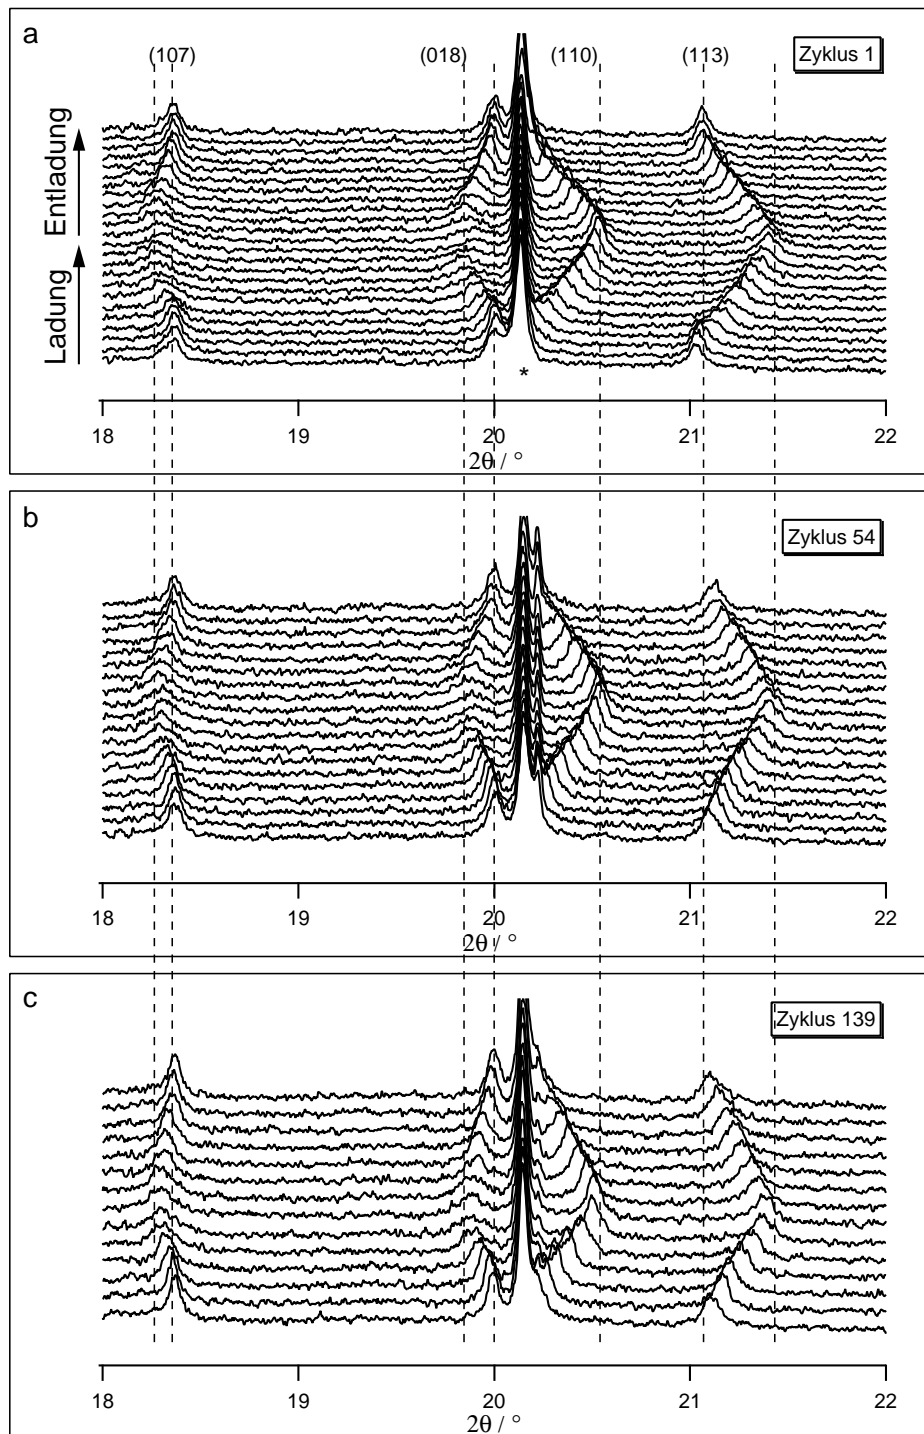 a
(107) (018) (110) (113)
Zyklus 1
Entladung
Ladung
*
18 19 20 21 22
2θ / °
b
Zyklus 54
18 19 20 21 22
2θ / °
c
Zyklus 139
18 19 20 21 22
2θ / °